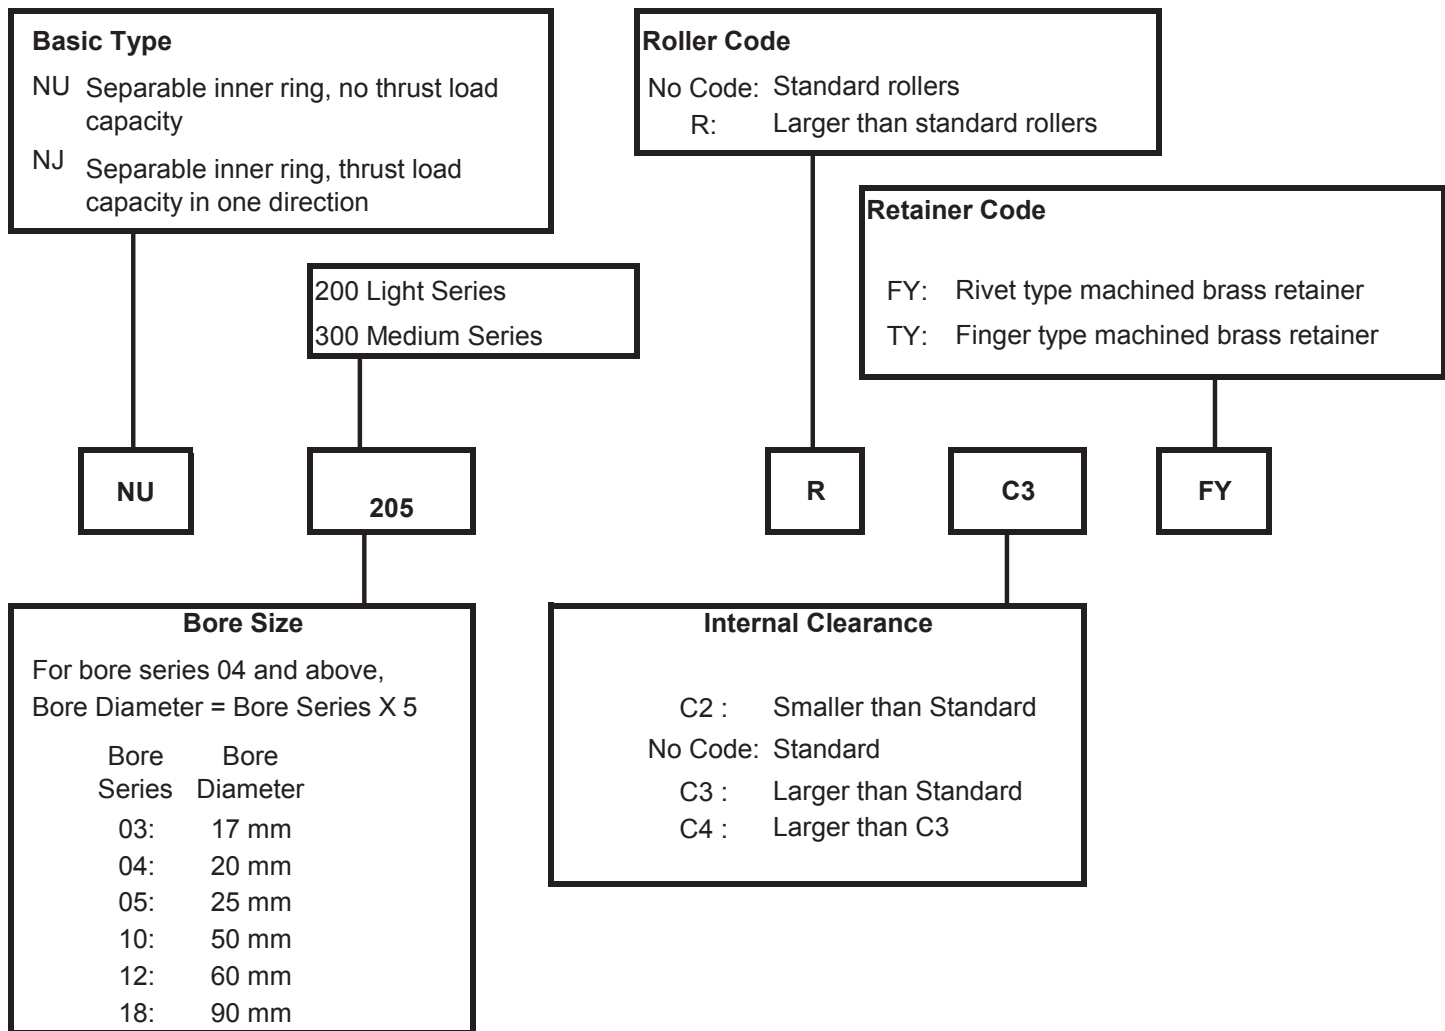 Basic Type
NU Separable inner ring, no thrust load
capacity
NJ Separable inner ring, thrust load
capacity in one direction
Roller Code
No Code: Standard rollers
R: Larger than standard rollers
Retainer Code
FY: Rivet type machined brass retainer
TY: Finger type machined brass retainer
200 Light Series
300 Medium Series
NU
205
R
C3
FY
Bore Size
For bore series 04 and above,
Bore Diameter = Bore Series X 5
Bore Bore
Series Diameter
03: 17 mm
04: 20 mm
05: 25 mm
10: 50 mm
12: 60 mm
18: 90 mm
Internal Clearance
C2 : Smaller than Standard
No Code: Standard
C3 : Larger than Standard
C4 : Larger than C3